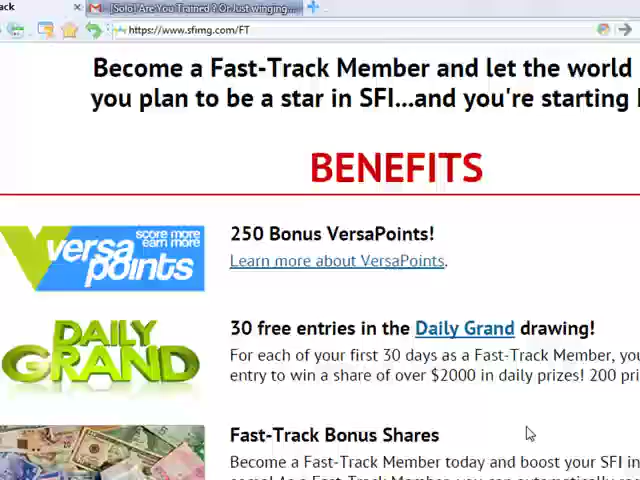 ack
[Solo] Are You Trained ? Or Just winging...
https://www.sfimg.com/FT
Become a Fast-Track Member and let the world
you plan to be a star in SFI...and you're starting
BENEFITS
versa points
score more
earn more
250 Bonus VersaPoints!
Learn more about VersaPoints.
DAILY
GRAND
30 free entries in the Daily Grand drawing!
For each of your first 30 days as a Fast-Track Member, you
entry to win a share of over $2000 in daily prizes! 200 pri
Fast-Track Bonus Shares
Become a Fast-Track Member today and boost your SFI in